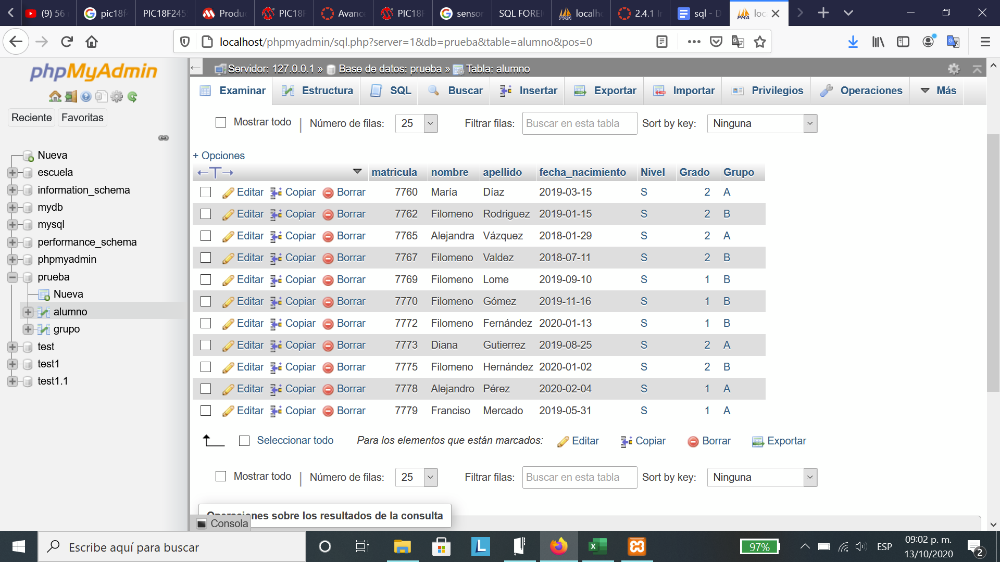 (9) 56 pic18f PIC18F245 Produ PIC18F Avanc PIC18 sensor SQL FOREI localho 2.4.1 I sql - D loc
localhost/phpmyadmin/sql.php?server=1&db=prueba&table=alumno&pos=0
phpMyAdmin
Reciente Favoritas
Nueva
escuela
information_schema
mydb
mysql
performance_schema
phpmyadmin
prueba
Nueva
alumno
grupo
test
test1
test1.1
Servidor: 127.0.0.1 » Base de datos: prueba » Tabla: alumno
Examinar Estructura SQL Buscar Insertar Exportar Importar Privilegios Operaciones Más
Mostrar todo | Número de filas: 25 Filtrar filas: Buscar en esta tabla Sort by key: Ninguna
+ Opciones
←T→ matricula nombre apellido fecha_nacimiento Nivel Grado Grupo
Editar Copiar Borrar 7760 María Díaz 2019-03-15 S 2 A
Editar Copiar Borrar 7762 Filomeno Rodriguez 2019-01-15 S 2 B
Editar Copiar Borrar 7765 Alejandra Vázquez 2018-01-29 S 2 A
Editar Copiar Borrar 7767 Filomeno Valdez 2018-07-11 S 2 B
Editar Copiar Borrar 7769 Filomeno Lome 2019-09-10 S 1 B
Editar Copiar Borrar 7770 Filomeno Gómez 2019-11-16 S 1 B
Editar Copiar Borrar 7772 Filomeno Fernández 2020-01-13 S 1 B
Editar Copiar Borrar 7773 Diana Gutierrez 2019-08-25 S 2 A
Editar Copiar Borrar 7775 Filomeno Hernández 2020-01-02 S 2 B
Editar Copiar Borrar 7778 Alejandro Pérez 2020-02-04 S 1 A
Editar Copiar Borrar 7779 Franciso Mercado 2019-05-31 S 1 A
Seleccionar todo Para los elementos que están marcados: Editar Copiar Borrar Exportar
Mostrar todo | Número de filas: 25 Filtrar filas: Buscar en esta tabla Sort by key: Ninguna
Operaciones sobre los resultados de la consulta
Consola
Escribe aquí para buscar
97% ESP 09:02 p. m.
13/10/2020
2